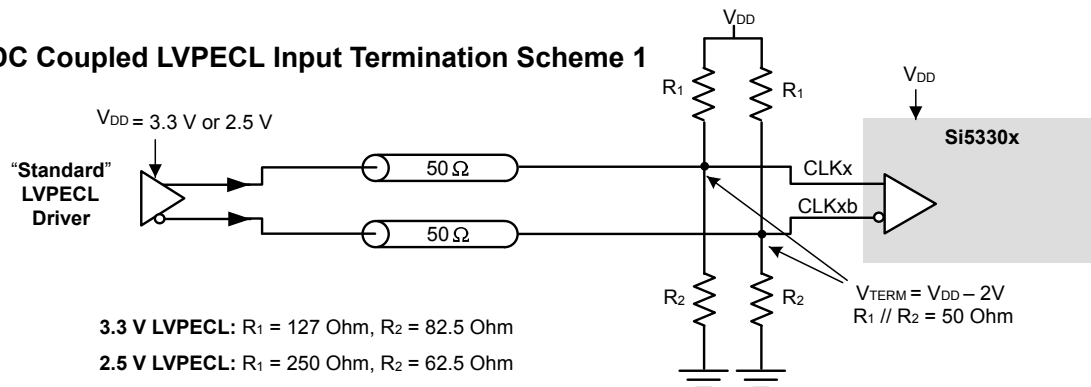 DC Coupled LVPECL Input Termination Scheme 1
VDD
R1
R1
VDD
VDD = 3.3 V or 2.5 V
Si5330x
"Standard"
LVPECL
Driver
50 Ω
CLKx
CLKxb
50 Ω
R2
R2
VTERM = VDD – 2V
R1 // R2 = 50 Ohm
3.3 V LVPECL: R1 = 127 Ohm, R2 = 82.5 Ohm
2.5 V LVPECL: R1 = 250 Ohm, R2 = 62.5 Ohm